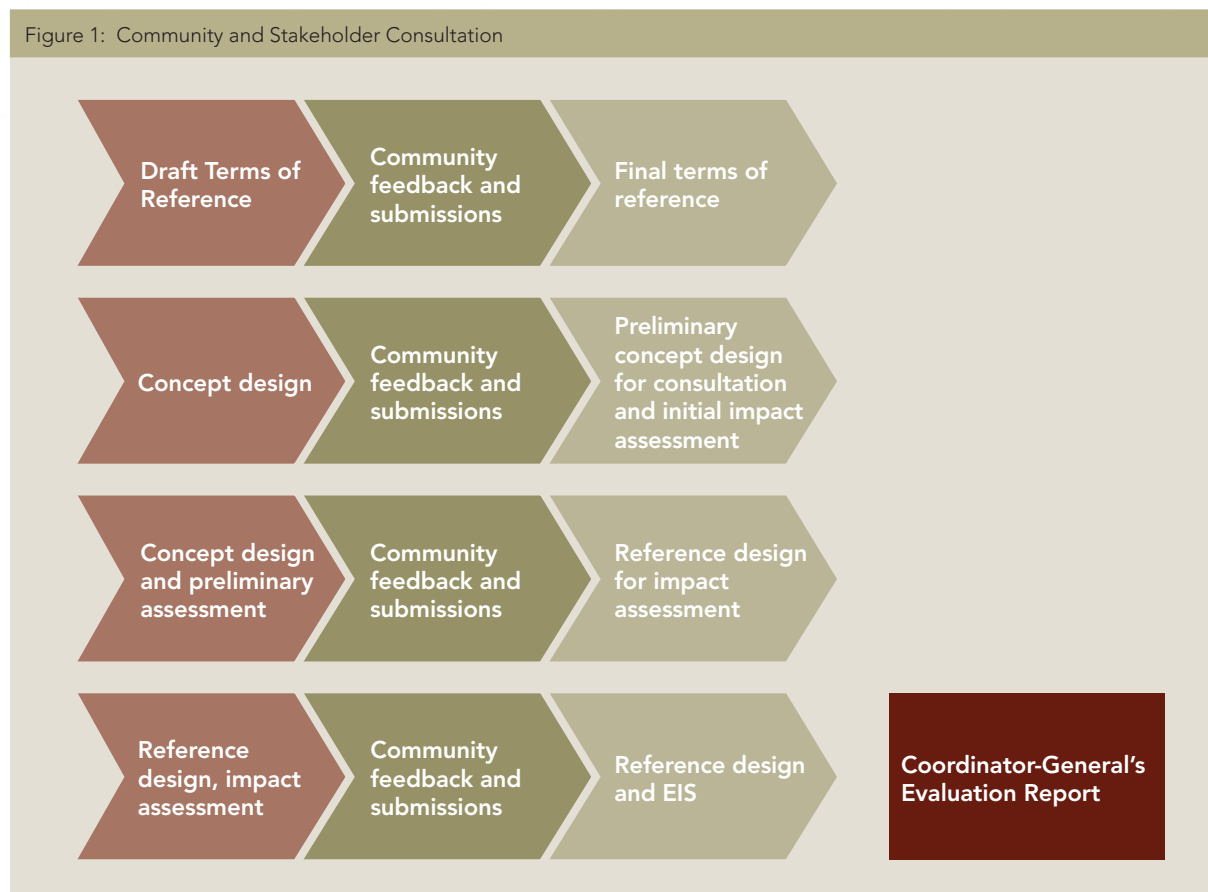 Figure 1: Community and Stakeholder Consultation
Draft Terms of
Reference
Community
feedback and
submissions
Final terms of
reference
Concept design
Community
feedback and
submissions
Preliminary
concept design
for consultation
and initial impact
assessment
Concept design
and preliminary
assessment
Community
feedback and
submissions
Reference design
for impact
assessment
Reference
design, impact
assessment
Community
feedback and
submissions
Reference design
and EIS
Coordinator-General’s
Evaluation Report